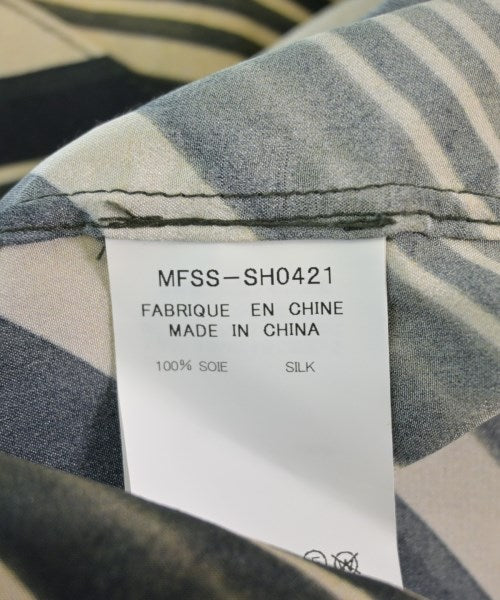 MFSS-SH0421
FABRIQUE EN CHINE
MADE IN CHINA
100% SOIE SILK